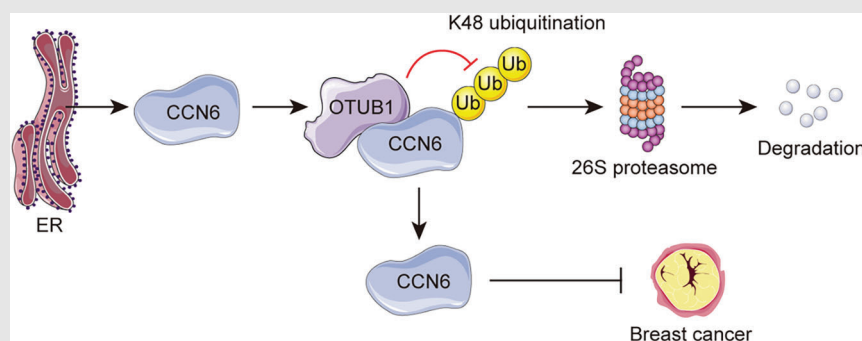 K48 ubiquitination
Ub
Ub
Ub
OTUB1
CCN6
CCN6
26S proteasome
Degradation
ER
CCN6
Breast cancer